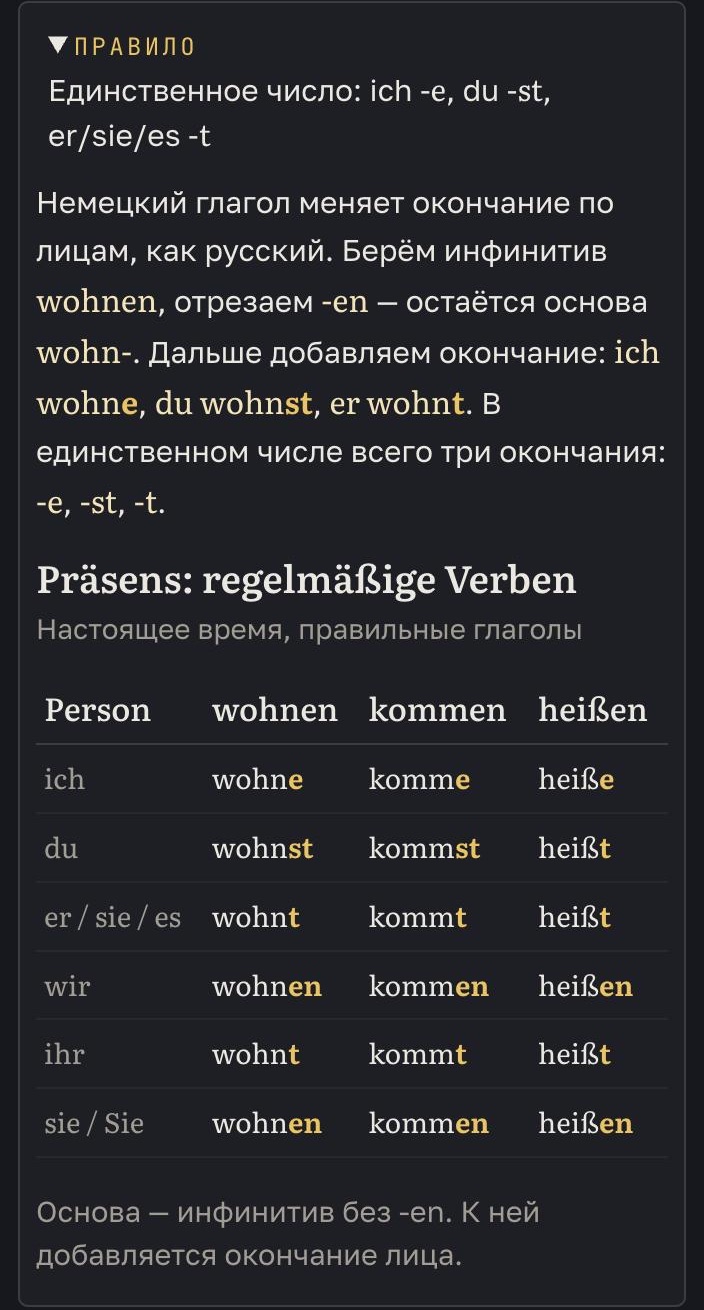 ▼ ПРАВИЛО
Единственное число: ich -e, du -st,
er/sie/es -t
Немецкий глагол меняет окончание по
лицам, как русский. Берём инфинитив
wohnen, отрезаем -en — остаётся основа
wohn-. Дальше добавляем окончание: ich
wohne, du wohnst, er wohnt. В
единственном числе всего три окончания:
-e, -st, -t.
Präsens: regelmäßige Verben
Настоящее время, правильные глаголы
Person wohnen kommen heißen
ich wohne komme heiße
du wohnst kommst heißt
er / sie / es wohnt kommt heißt
wir wohnen kommen heißen
ihr wohnt kommt heißt
sie / Sie wohnen kommen heißen
Основа — инфинитив без -en. К ней
добавляется окончание лица.